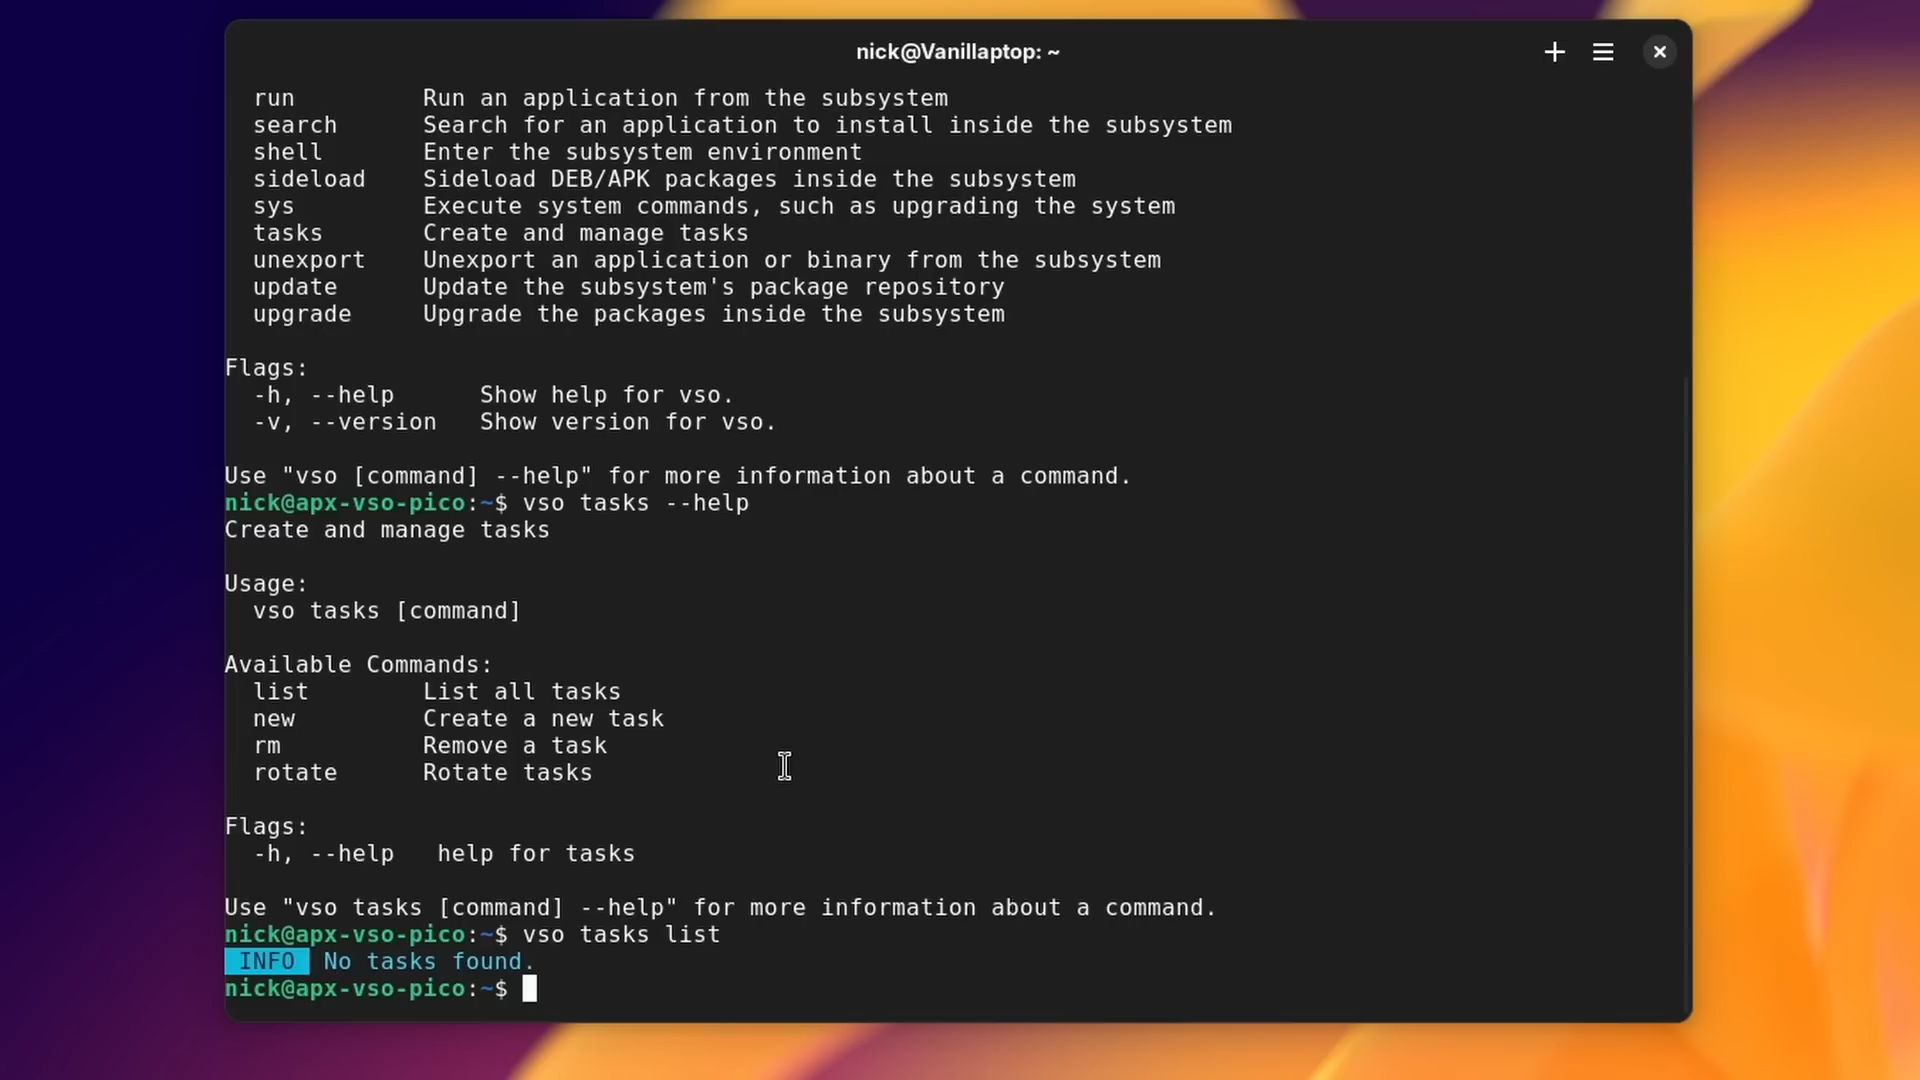 nick@Vanillaptop: ~
run Run an application from the subsystem
search Search for an application to install inside the subsystem
shell Enter the subsystem environment
sideload Sideload DEB/APK packages inside the subsystem
sys Execute system commands, such as upgrading the system
tasks Create and manage tasks
unexport Unexport an application or binary from the subsystem
update Update the subsystem's package repository
upgrade Upgrade the packages inside the subsystem
Flags:
-h, --help Show help for vso.
-v, --version Show version for vso.
Use "vso [command] --help" for more information about a command.
nick@apx-vso-pico:~$ vso tasks --help
Create and manage tasks
Usage:
vso tasks [command]
Available Commands:
list List all tasks
new Create a new task
rm Remove a task
rotate Rotate tasks
Flags:
-h, --help help for tasks
Use "vso tasks [command] --help" for more information about a command.
nick@apx-vso-pico:~$ vso tasks list
INFO No tasks found.
nick@apx-vso-pico:~$